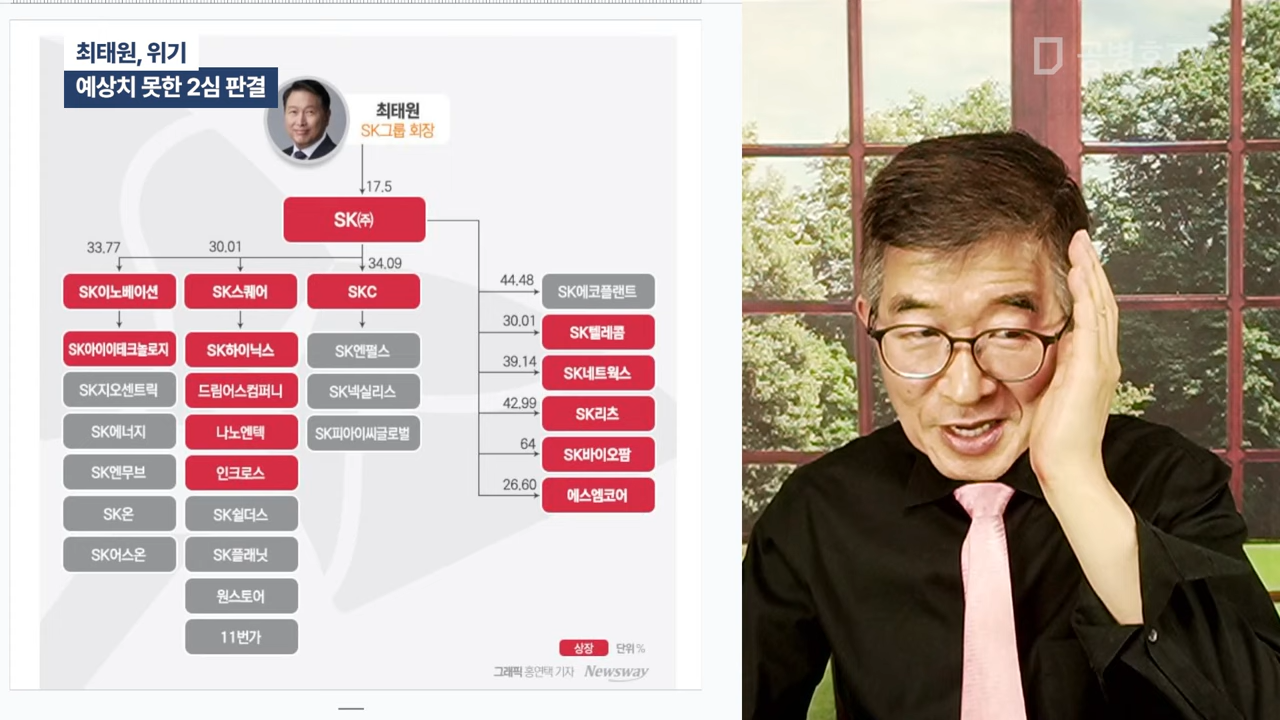 최태원, 위기
예상치 못한 2심 판결
최태원
SK그룹 회장
17.5
SK㈜
33.77
30.01
34.09
SK이노베이션
SK스퀘어
SKC
SK아이이테크놀로지
SK하이닉스
SK엔펄스
SK지오센트릭
드림어스컴퍼니
SK넥실리스
SK에너지
나노엔텍
SK피아이씨글로벌
SK엔무브
인크로스
SK온
SK쉴더스
SK어스온
SK플래닛
원스토어
11번가
44.48
SK에코플랜트
30.01
SK텔레콤
39.14
SK네트웍스
42.99
SK리츠
64
SK바이오팜
26.60
에스엠코어
상장
단위 %
그래픽 홍연택 기자
Newsway